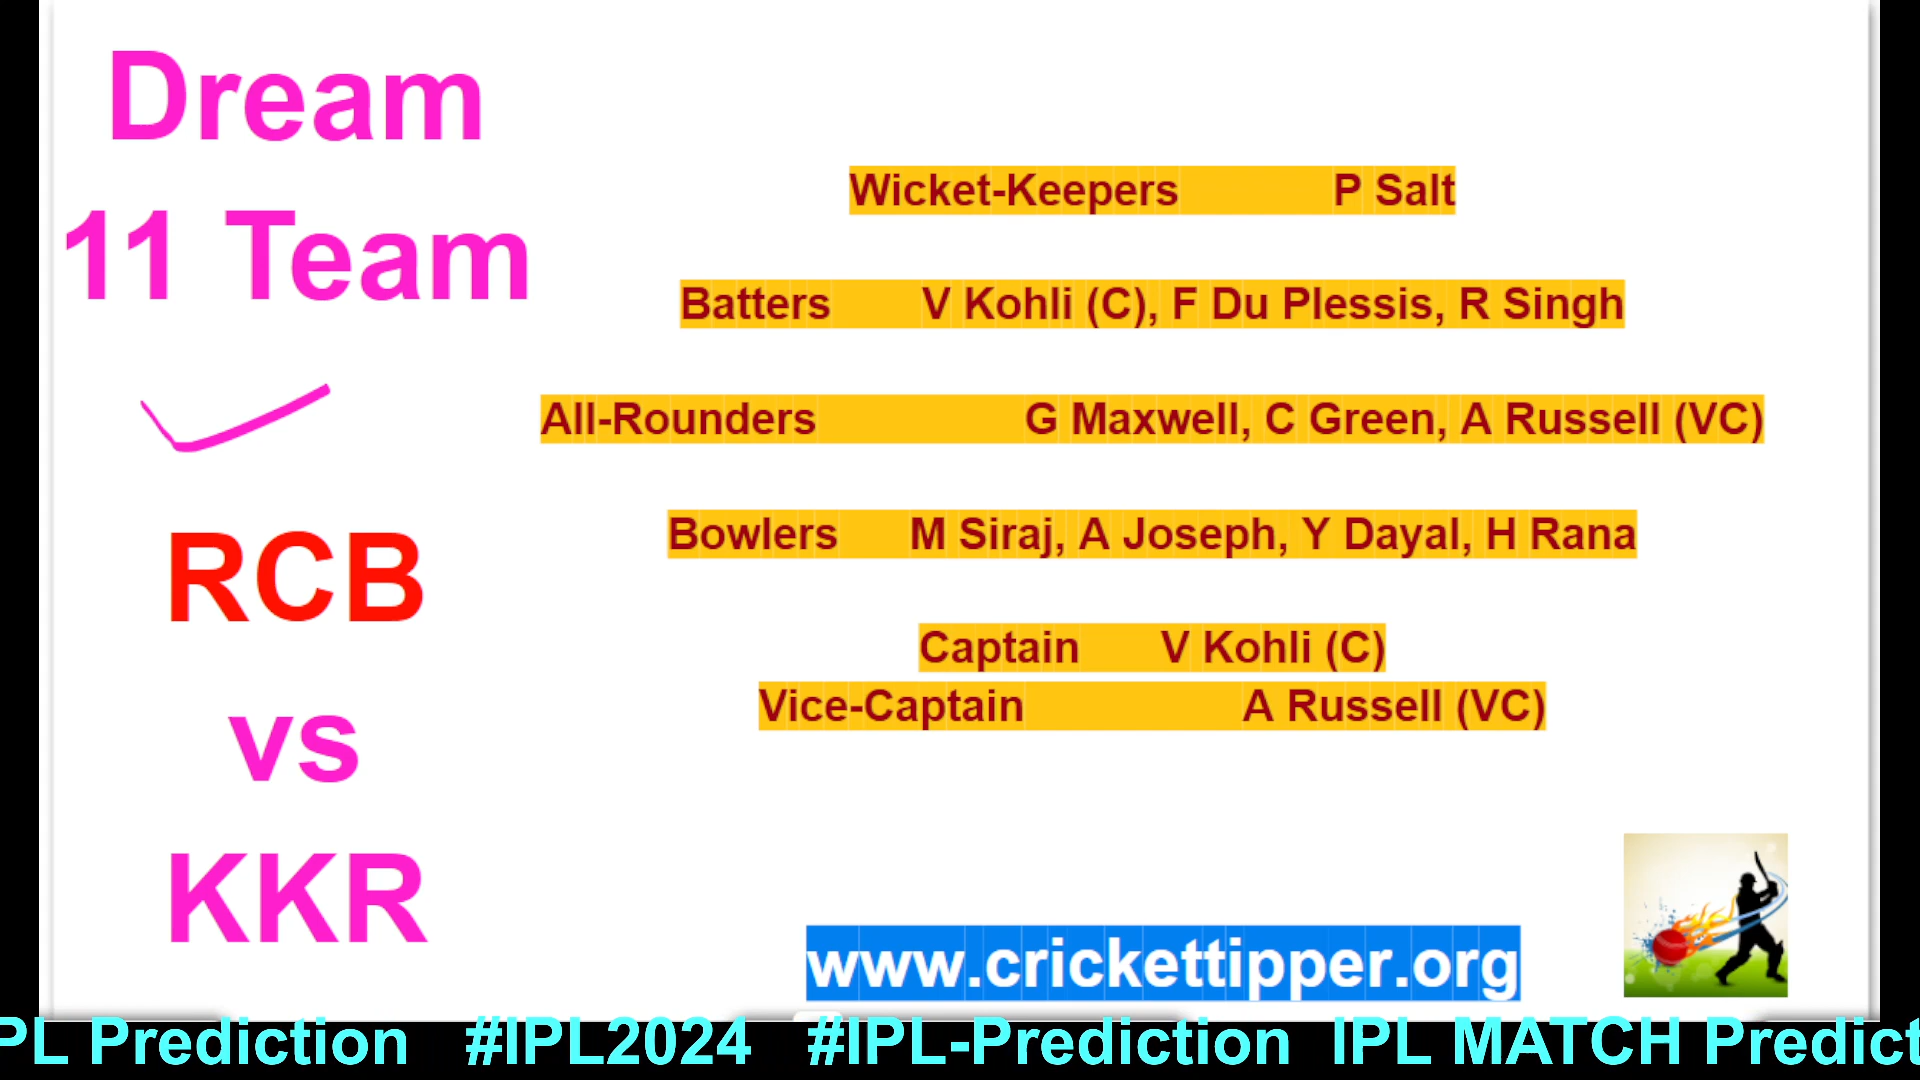 Dream
11 Team
RCB
vs
KKR
Wicket-Keepers P Salt
Batters V Kohli (C), F Du Plessis, R Singh
All-Rounders G Maxwell, C Green, A Russell (VC)
Bowlers M Siraj, A Joseph, Y Dayal, H Rana
Captain V Kohli (C)
Vice-Captain A Russell (VC)
www.crickettipper.org
PL Prediction #IPL2024 #IPL-Prediction IPL MATCH Predict